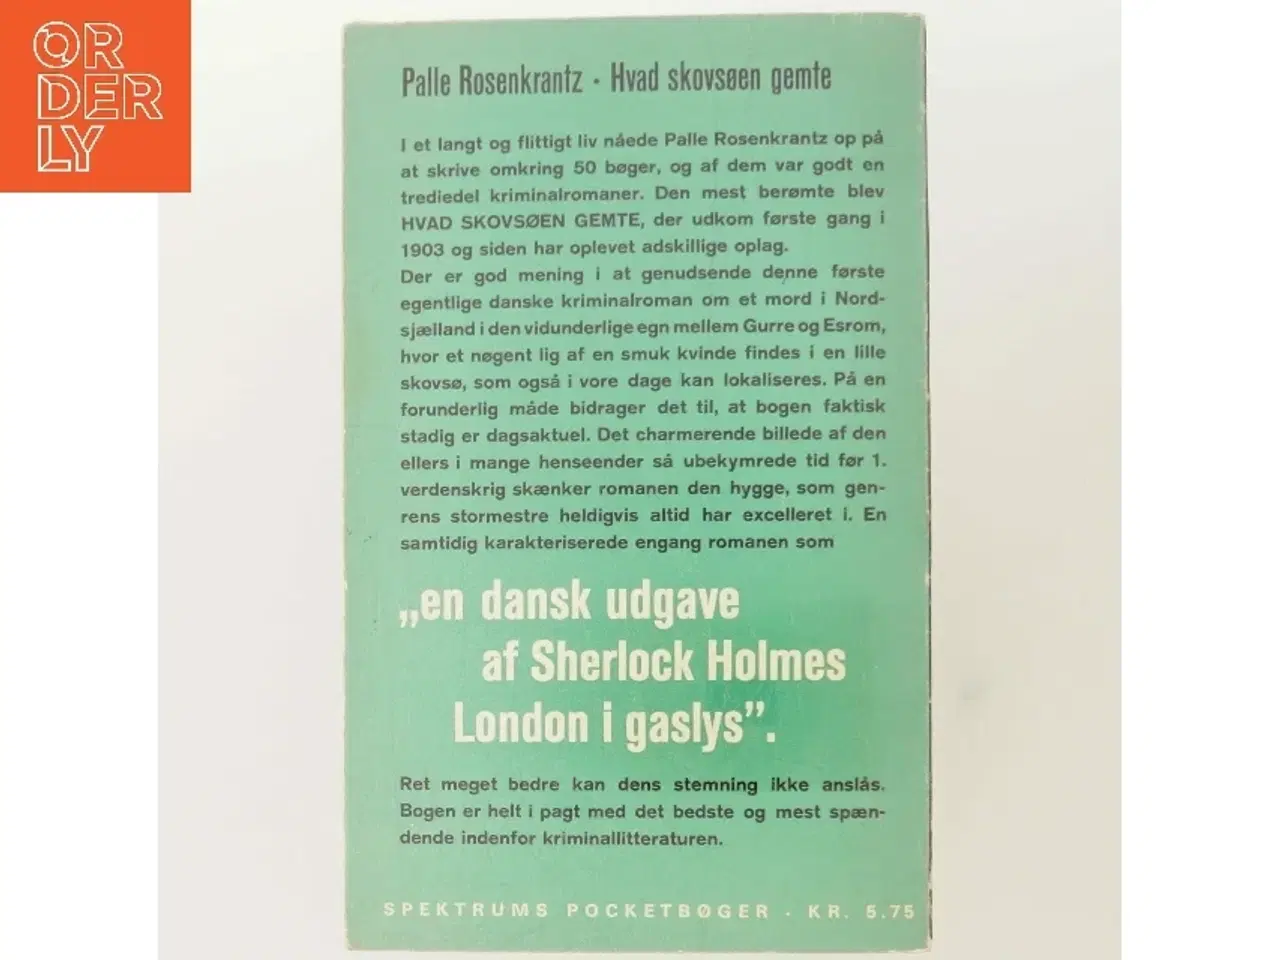 ORDERLY
Palle Rosenkrantz · Hvad skovsøen gemte
I et langt og flittigt liv nåede Palle Rosenkrantz op på
at skrive omkring 50 bøger, og af dem var godt en
trediedel kriminalromaner. Den mest berømte blev
HVAD SKOVSØEN GEMTE, der udkom første gang i
1903 og siden har oplevet adskillige oplag.
Der er god mening i at genudsende denne første
egentlige danske kriminalroman om et mord i Nord-
sjælland i den vidunderlige egn mellem Gurre og Esrom,
hvor et nøgent lig af en smuk kvinde findes i en lille
skovsø, som også i vore dage kan lokaliseres. På en
forunderlig måde bidrager det til, at bogen faktisk
stadig er dagsaktuel. Det charmerende billede af den
ellers i mange henseender så ubekymrede tid før 1.
verdenskrig skænker romanen den hygge, som gen-
rens stormestre heldigvis altid har excelleret i. En
samtidig karakteriserede engang romanen som
„en dansk udgave
af Sherlock Holmes
London i gaslys”.
Ret meget bedre kan dens stemning ikke anslås.
Bogen er helt i pagt med det bedste og mest spæn-
dende indenfor kriminallitteraturen.
SPEKTRUMS POCKETBØGER · KR. 5.75